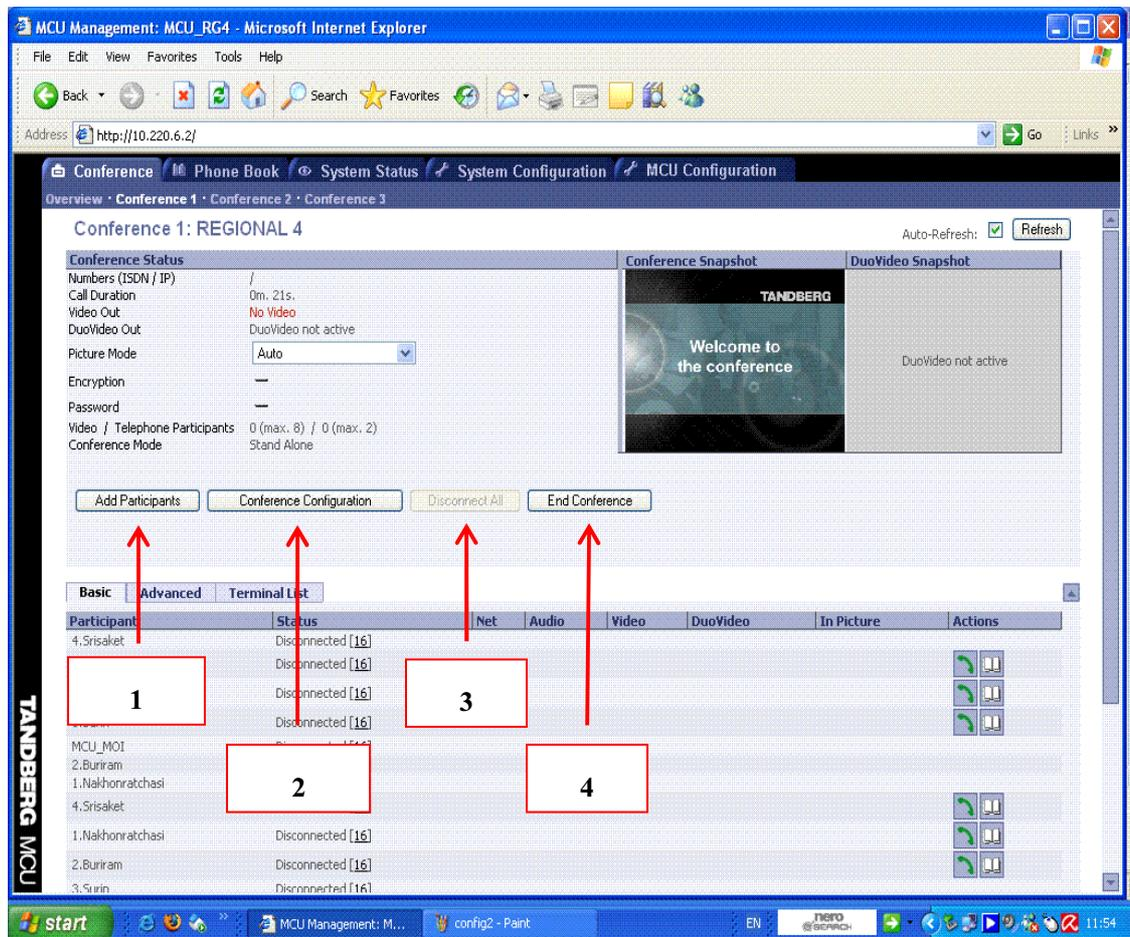 MCU Management: MCU_RG4 - Microsoft Internet Explorer
File Edit View Favorites Tools Help
Back Search Favorites
Address http://10.220.6.2/ Go Links »
Conference Phone Book System Status System Configuration MCU Configuration
Overview · Conference 1 · Conference 2 · Conference 3
Conference 1: REGIONAL 4
Auto-Refresh: Refresh
Conference Status Conference Snapshot DuoVideo Snapshot
Numbers (ISDN / IP) /
Call Duration 0m. 21s.
Video Out No Video
DuoVideo Out DuoVideo not active
Picture Mode Auto
Encryption —
Password —
Video / Telephone Participants 0 (max. 8) / 0 (max. 2)
Conference Mode Stand Alone
TANDBERG
Welcome to
the conference
DuoVideo not active
Add Participants Conference Configuration Disconnect All End Conference
Basic Advanced Terminal List
Participant Status Net Audio Video DuoVideo In Picture Actions
4.Srisaket Disconnected [16]
Disconnected [16]
Disconnected [16]
Disconnected [16]
MCU_MOI
2.Buriram
1.Nakhonratchasi
4.Srisaket
1.Nakhonratchasi Disconnected [16]
2.Buriram Disconnected [16]
3.Surin Disconnected [16]
1
2
3
4
TANDBERG MCU
start » MCU Management: M... config2 - Paint EN nero SEARCH 11:54